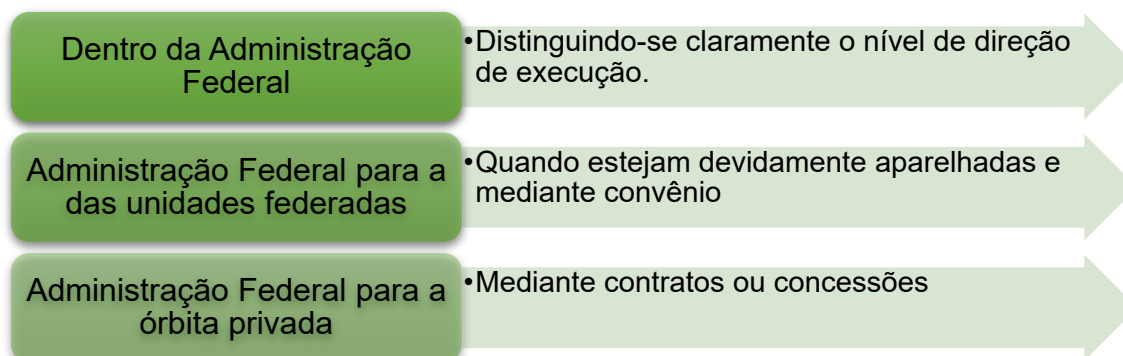 Dentro da Administração
Federal
•Distinguindo-se claramente o nível de direção
de execução.
Administração Federal para a
das unidades federadas
•Quando estejam devidamente aparelhadas e
mediante convênio
Administração Federal para a
órbita privada
•Mediante contratos ou concessões